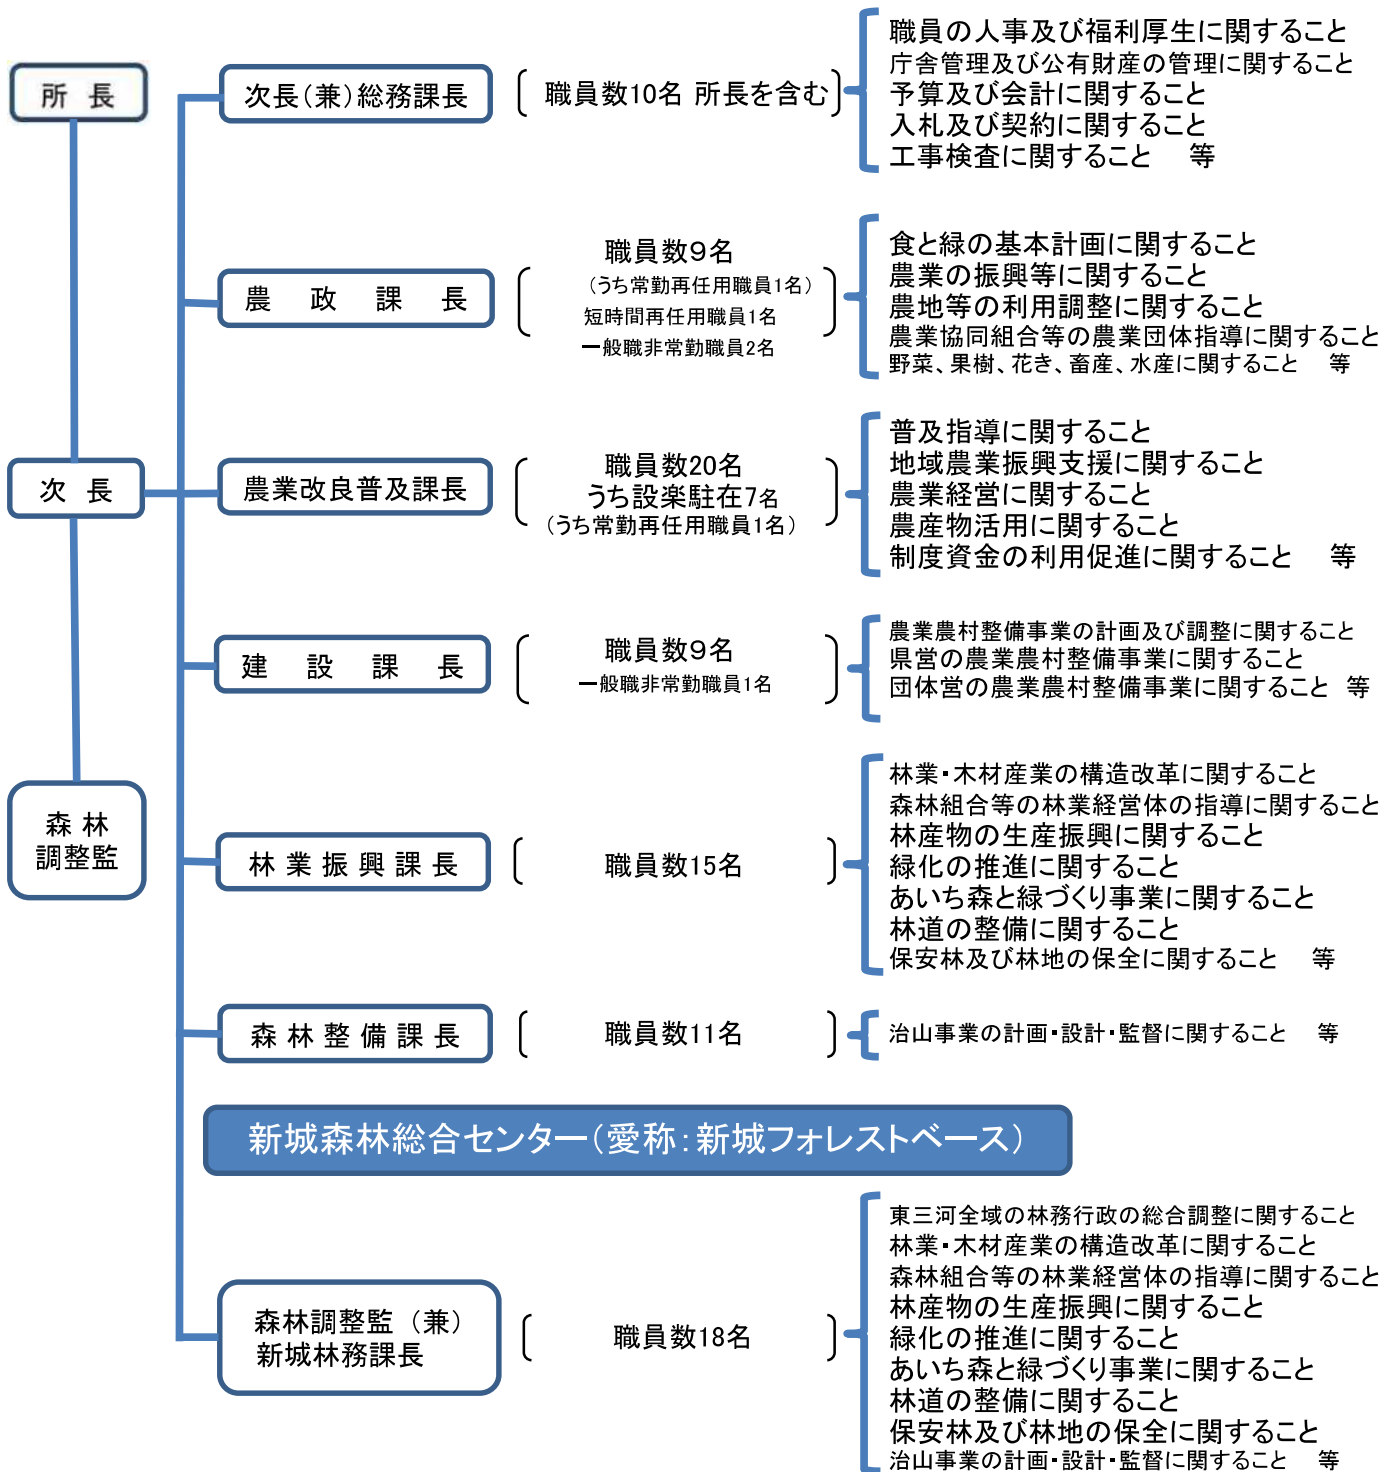 所長
次長(兼)総務課長
職員数10名 所長を含む
職員の人事及び福利厚生に関すること
庁舎管理及び公有財産の管理に関すること
予算及び会計に関すること
入札及び契約に関すること
工事検査に関すること 等
農政課長
職員数9名
(うち常勤再任用職員1名)
短時間再任用職員1名
一般職非常勤職員2名
食と緑の基本計画に関すること
農業の振興等に関すること
農地等の利用調整に関すること
農業協同組合等の農業団体指導に関すること
野菜、果樹、花き、畜産、水産に関すること 等
次長
農業改良普及課長
職員数20名
うち設楽駐在7名
(うち常勤再任用職員1名)
普及指導に関すること
地域農業振興支援に関すること
農業経営に関すること
農産物活用に関すること
制度資金の利用促進に関すること 等
建設課長
職員数9名
一般職非常勤職員1名
農業農村整備事業の計画及び調整に関すること
県営の農業農村整備事業に関すること
団体営の農業農村整備事業に関すること 等
森林
調整監
林業振興課長
職員数15名
林業・木材産業の構造改革に関すること
森林組合等の林業経営体の指導に関すること
林産物の生産振興に関すること
緑化の推進に関すること
あいち森と緑づくり事業に関すること
林道の整備に関すること
保安林及び林地の保全に関すること 等
森林整備課長
職員数11名
治山事業の計画・設計・監督に関すること 等
新城森林総合センター(愛称:新城フォレストベース)
森林調整監(兼)
新城林務課長
職員数18名
東三河全域の林務行政の総合調整に関すること
林業・木材産業の構造改革に関すること
森林組合等の林業経営体の指導に関すること
林産物の生産振興に関すること
緑化の推進に関すること
あいち森と緑づくり事業に関すること
林道の整備に関すること
保安林及び林地の保全に関すること
治山事業の計画・設計・監督に関すること 等